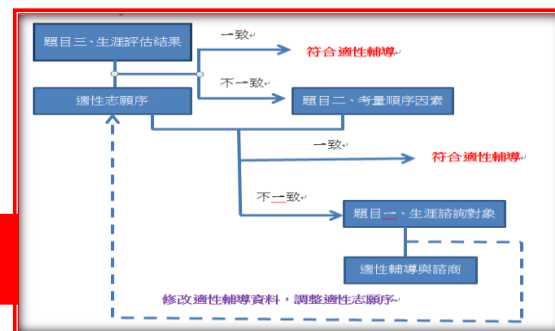 題目三、生涯評估結果
一致
符合適性輔導
不一致
適性志願序
題目二、考量順序因素
一致
符合適性輔導
不一致
題目一、生涯諮詢對象
適性輔導與諮商
修改適性輔導資料，調整適性志願序